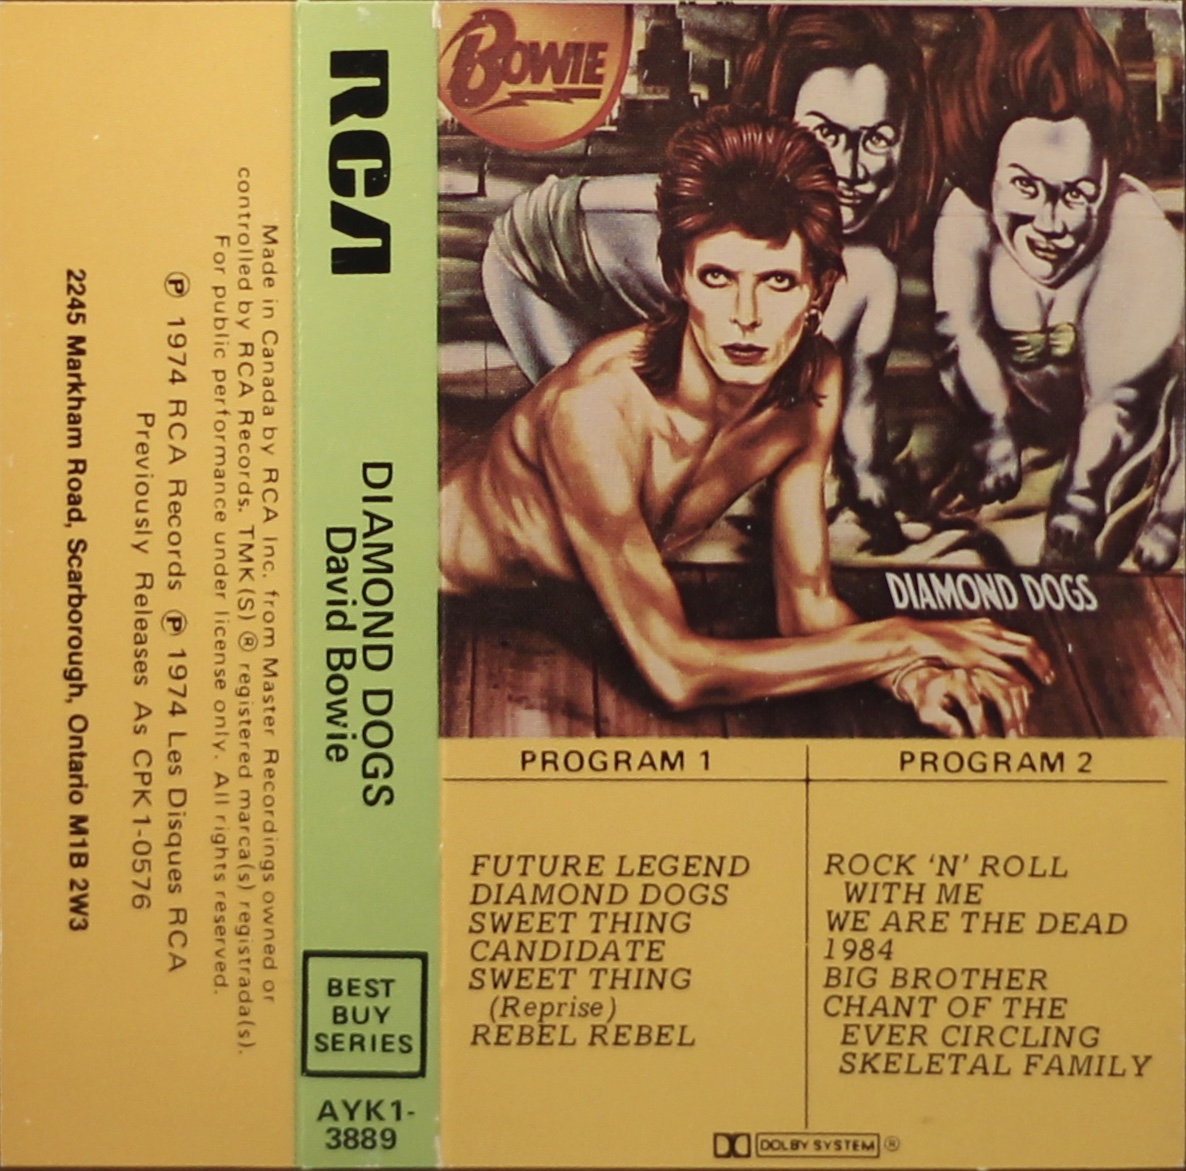 Made in Canada by RCA Inc. from Master Recordings owned or
controlled by RCA Records. TMK(S) ® registered marca(s) registrada(s).
For public performance under license only. All rights reserved.
Ⓟ 1974 RCA Records Ⓟ 1974 Les Disques RCA
Previously Releases As CPK1-0576
2245 Markham Road, Scarborough, Ontario M1B 2W3
RCA
DIAMOND DOGS
David Bowie
BEST
BUY
SERIES
AYK1-
3889
BOWIE
DIAMOND DOGS
PROGRAM 1
FUTURE LEGEND
DIAMOND DOGS
SWEET THING
CANDIDATE
SWEET THING
(Reprise)
REBEL REBEL
PROGRAM 2
ROCK 'N' ROLL
WITH ME
WE ARE THE DEAD
1984
BIG BROTHER
CHANT OF THE
EVER CIRCLING
SKELETAL FAMILY
DOLBY SYSTEM ®